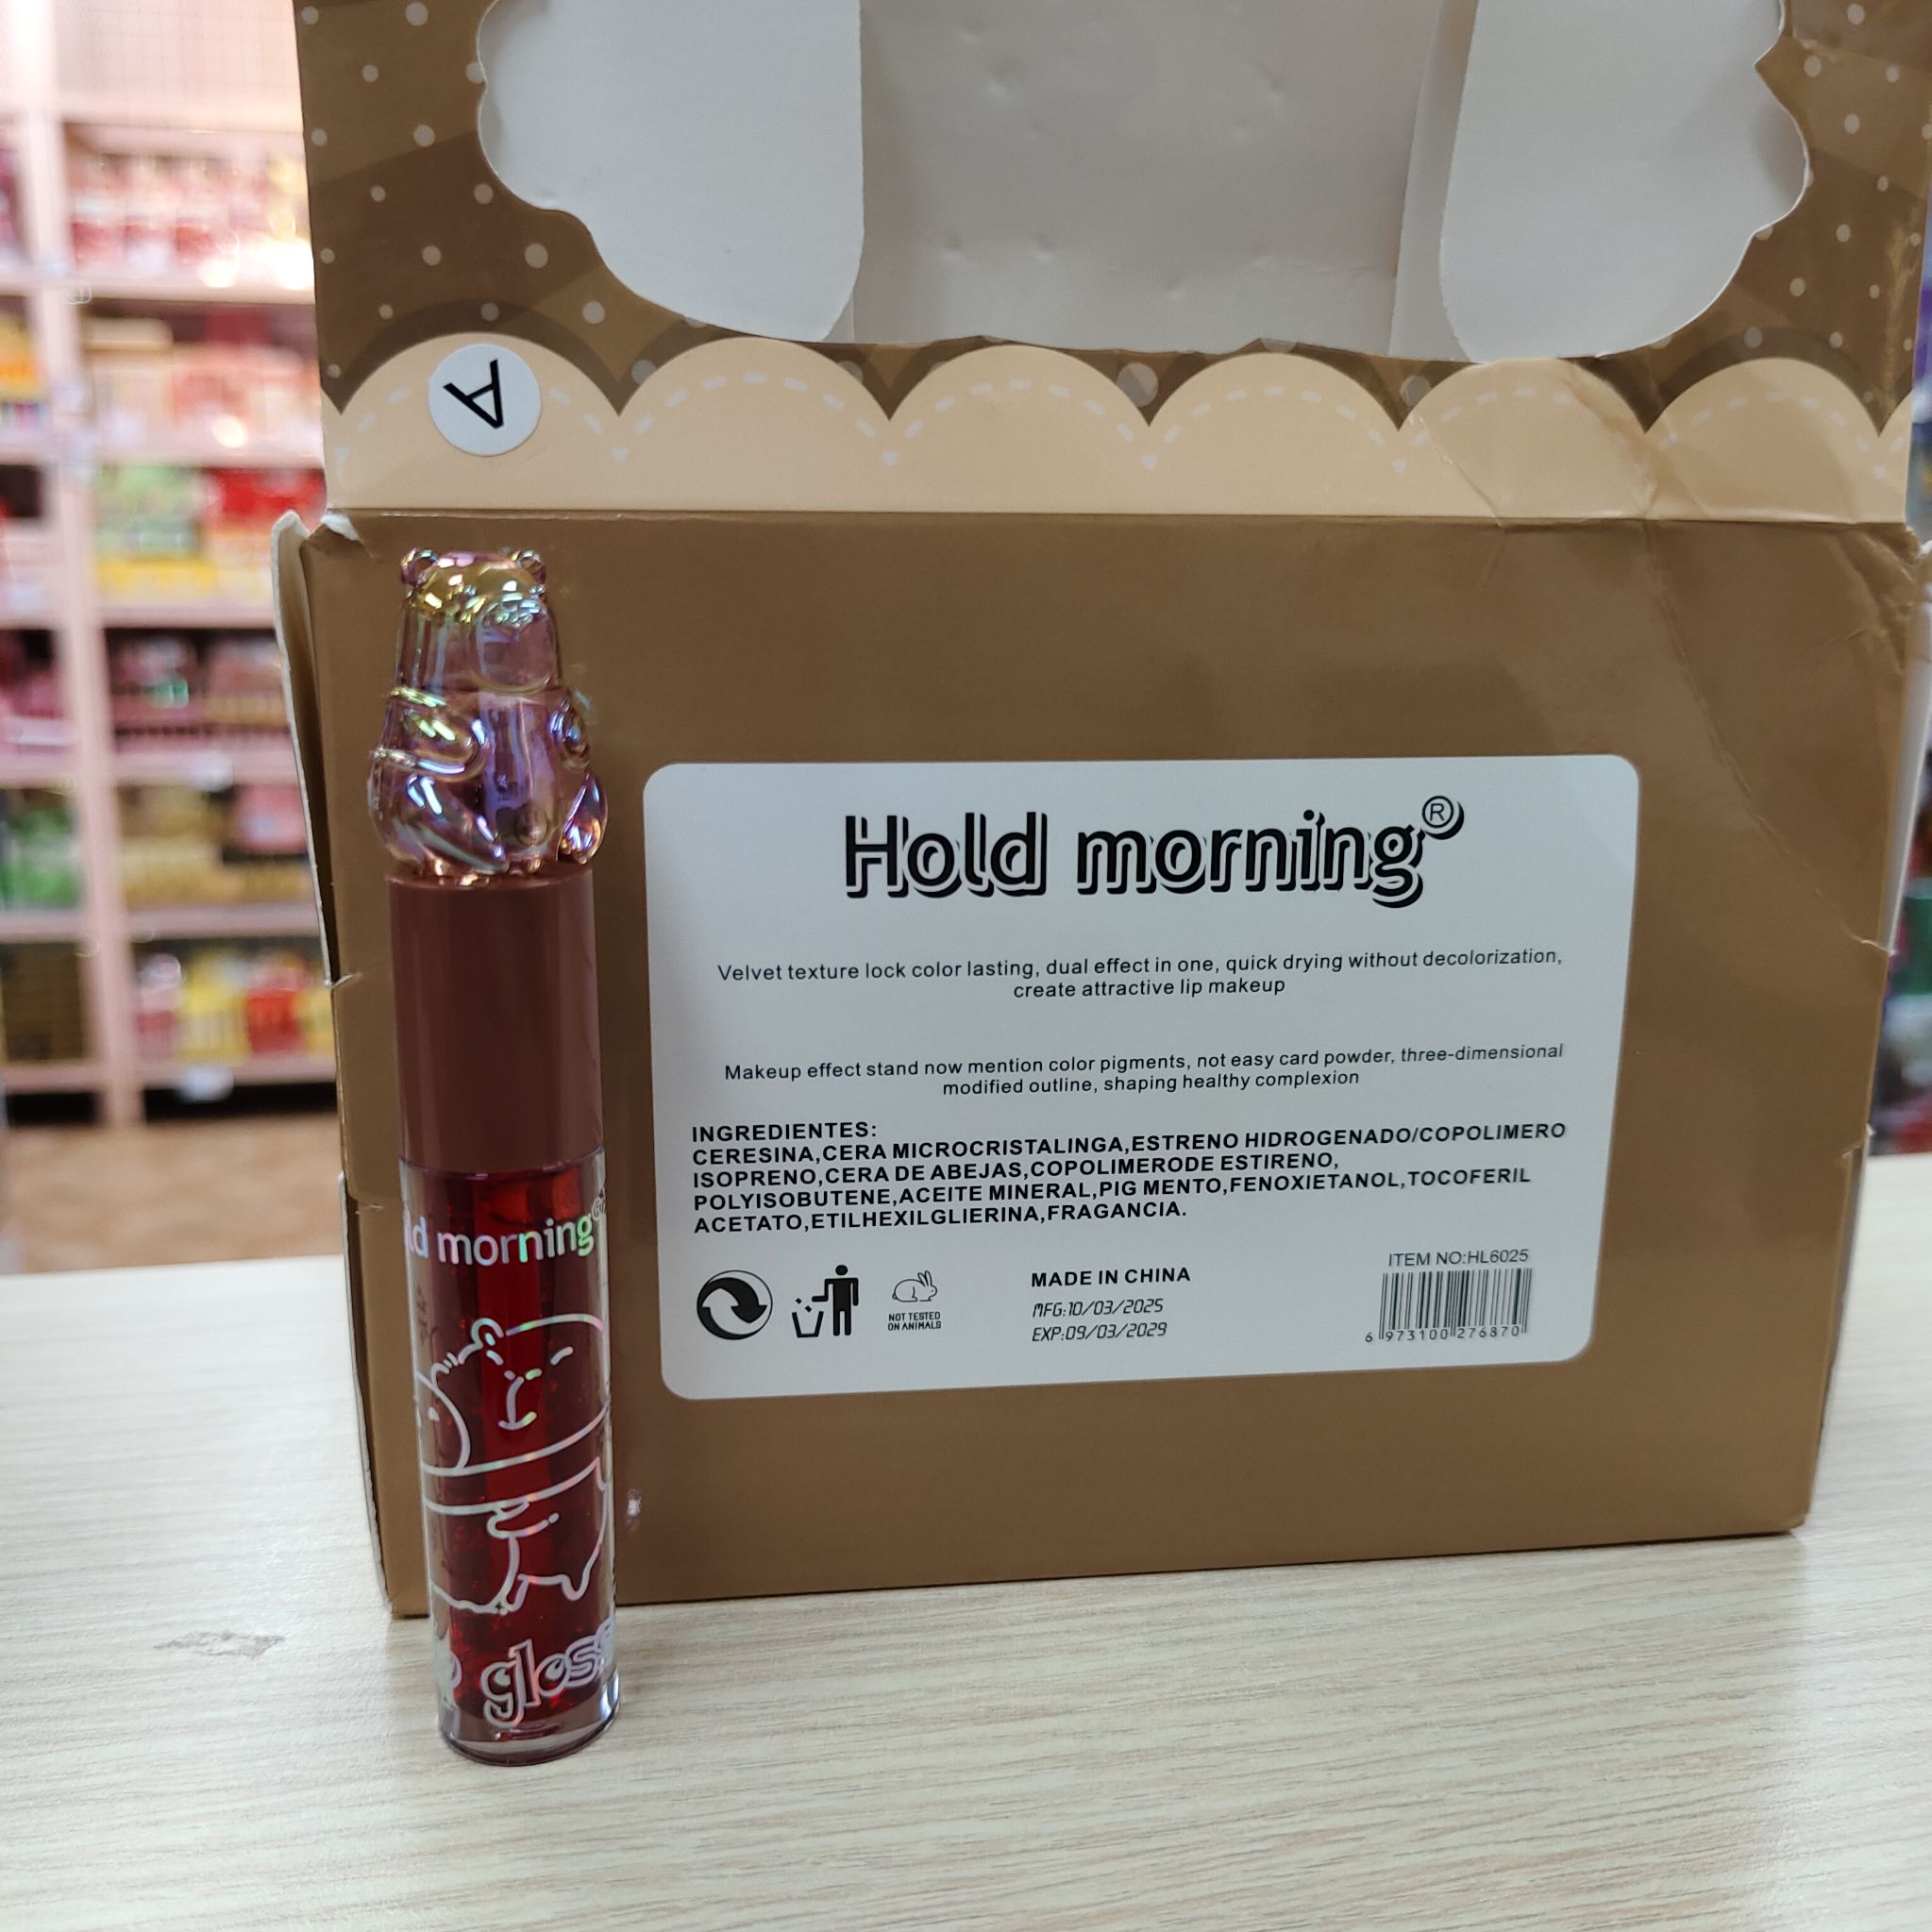 A
Hold morning®
Velvet texture lock color lasting, dual effect in one, quick drying without decolorization,
create attractive lip makeup
Makeup effect stand now mention color pigments, not easy card powder, three-dimensional
modified outline, shaping healthy complexion
INGREDIENTES:
CERESINA,CERA MICROCRISTALINGA,ESTRENO HIDROGENADO/COPOLIMERO
ISOPRENO,CERA DE ABEJAS,COPOLIMERODE ESTIRENO,
POLYISOBUTENE,ACEITE MINERAL,PIG MENTO,FENOXIETANOL,TOCOFERIL
ACETATO,ETILHEXILGLIERINA,FRAGANCIA.
NOT TESTED
ON ANIMALS
MADE IN CHINA
MFG:10/03/2025
EXP:09/03/2029
ITEM NO:HL6025
6 973100 276870
ld morning®
gloss